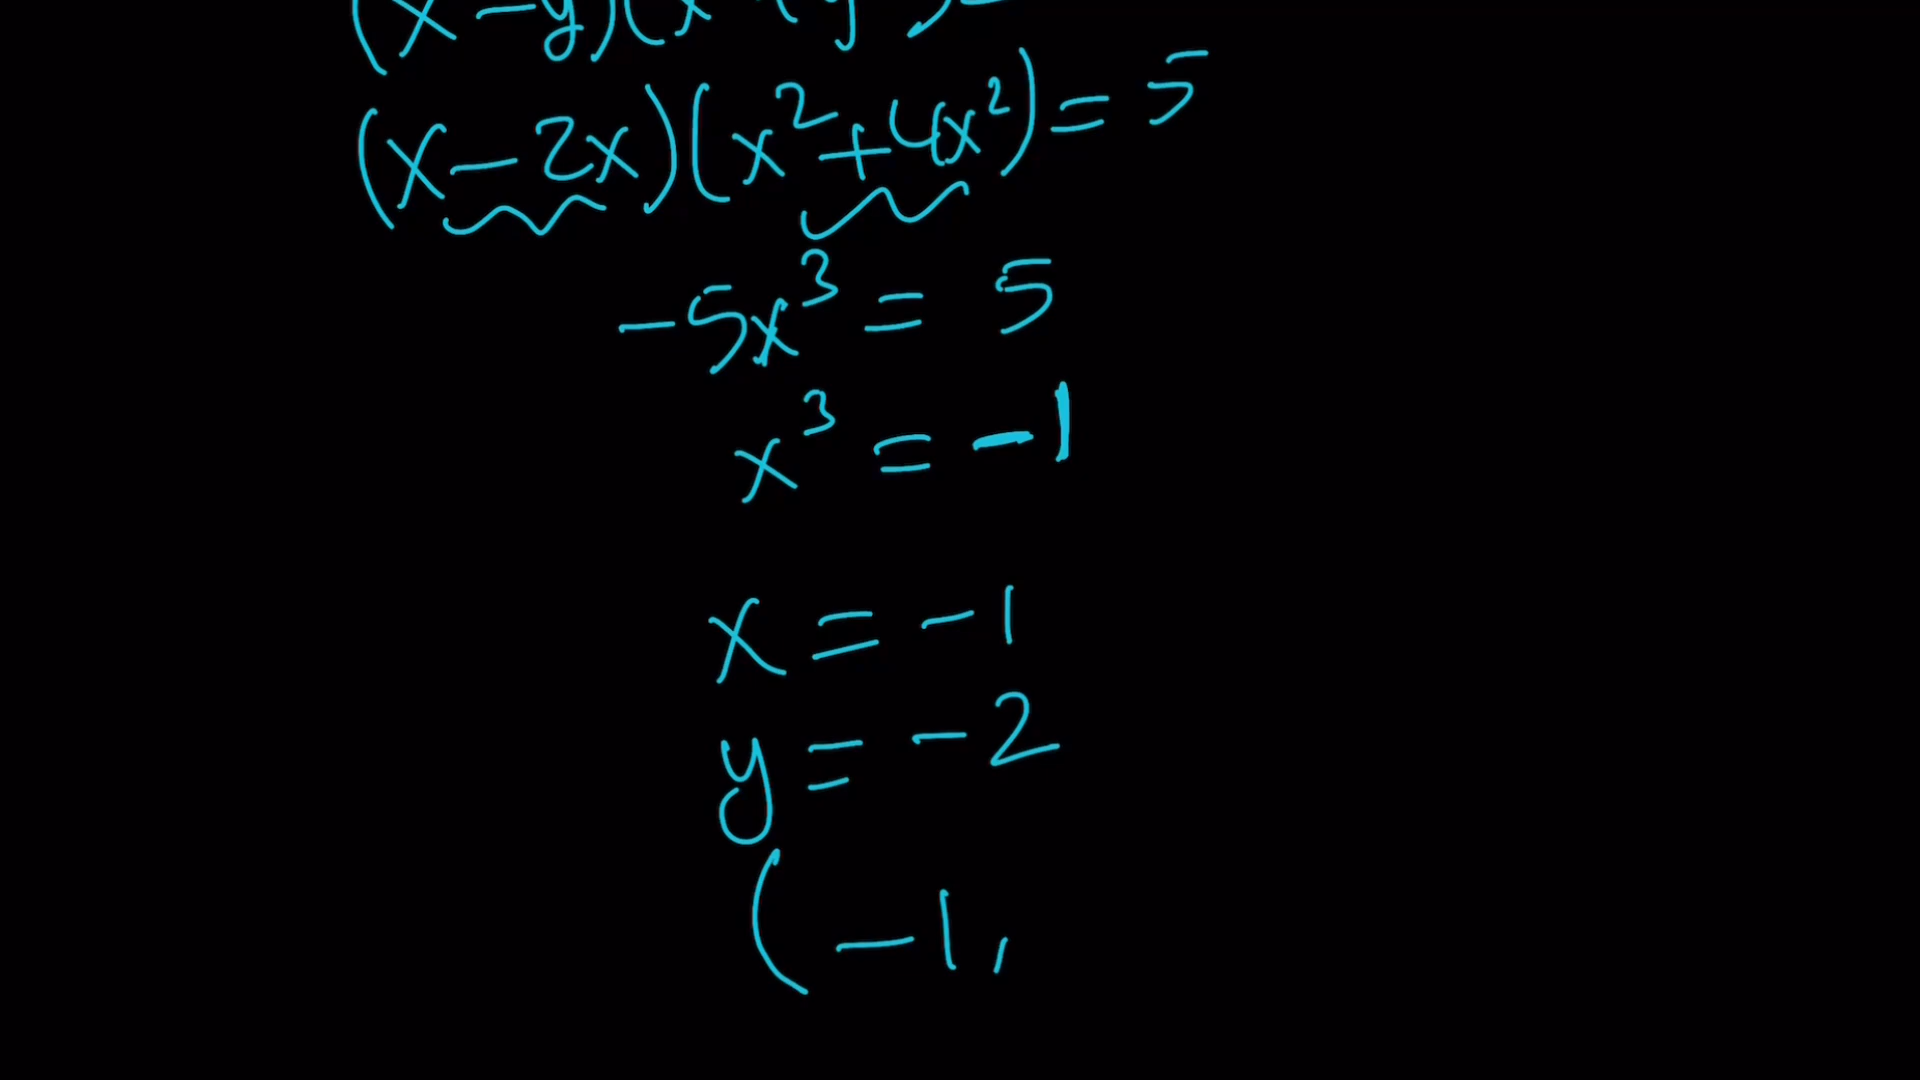 (x-y)(x
(x-2x)(x²+4x²)=5
-5x³=5
x³=-1
x=-1
y=-2
(-1,